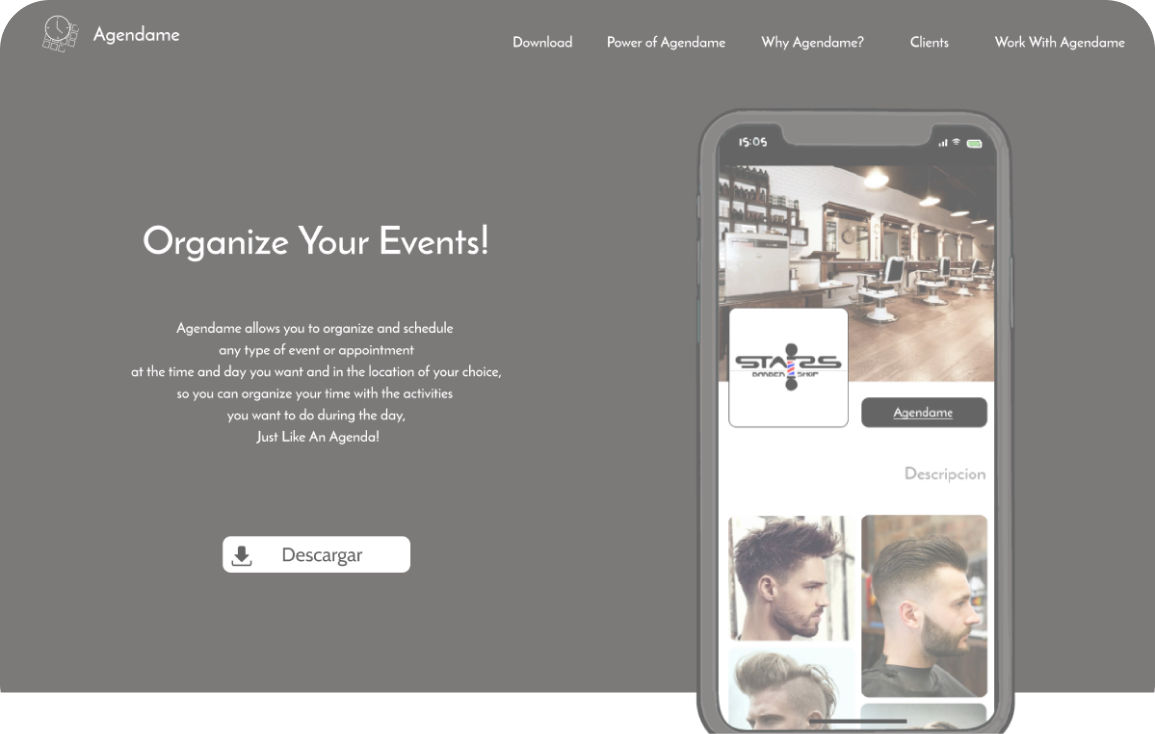 Agendame
Download Power of Agendame Why Agendame? Clients Work With Agendame
15:05
Organize Your Events!
Agendame allows you to organize and schedule
any type of event or appointment
at the time and day you want and in the location of your choice,
so you can organize your time with the activities
you want to do during the day,
Just Like An Agenda!
Descargar
STAIRS
BARBER SHOP
Agendame
Descripcion